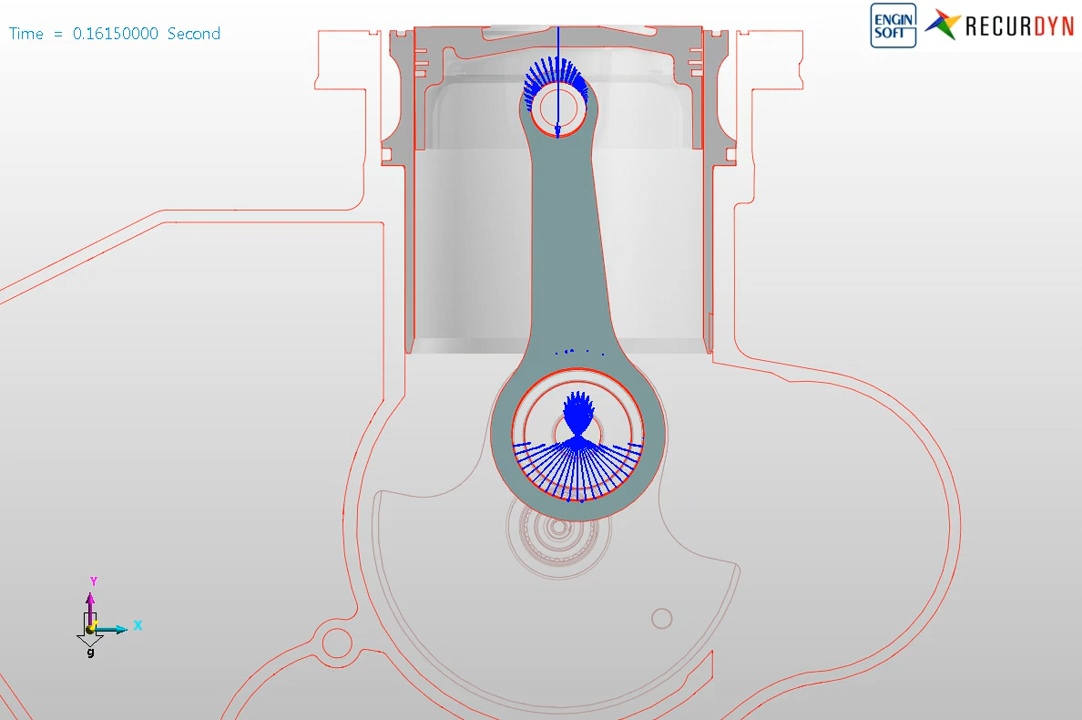 Time = 0.16150000 Second
ENGIN
SOFT
RECURDYN
Y
X
g